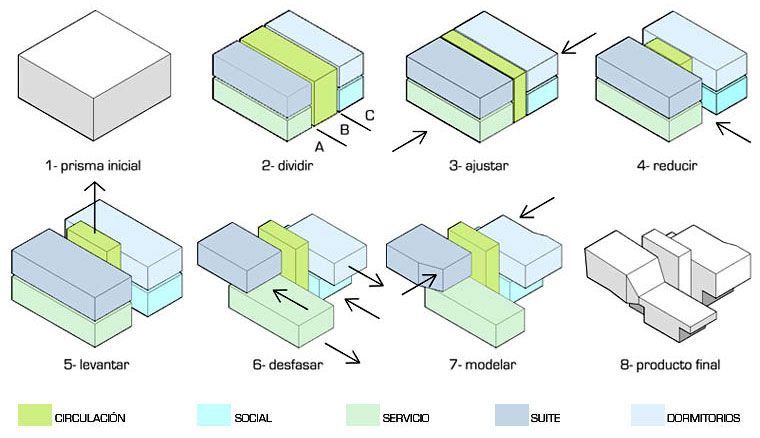 1- prisma inicial
A
B
C
2- dividir
3- ajustar
4- reducir
5- levantar
6- desfasar
7- modelar
8- producto final
CIRCULACIÓN
SOCIAL
SERVICIO
SUITE
DORMITORIOS